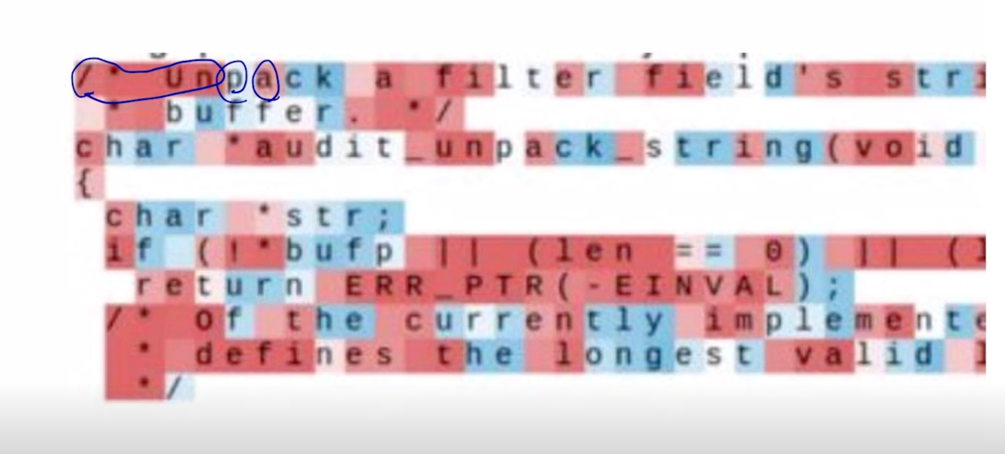 /* Unpack a filter field's stri
 * buffer. */
char *audit_unpack_string(void
{
  char *str;
  if (!*bufp || (len == 0) || (l
    return ERR_PTR(-EINVAL);
  /* Of the currently implemente
   * defines the longest valid l
   */